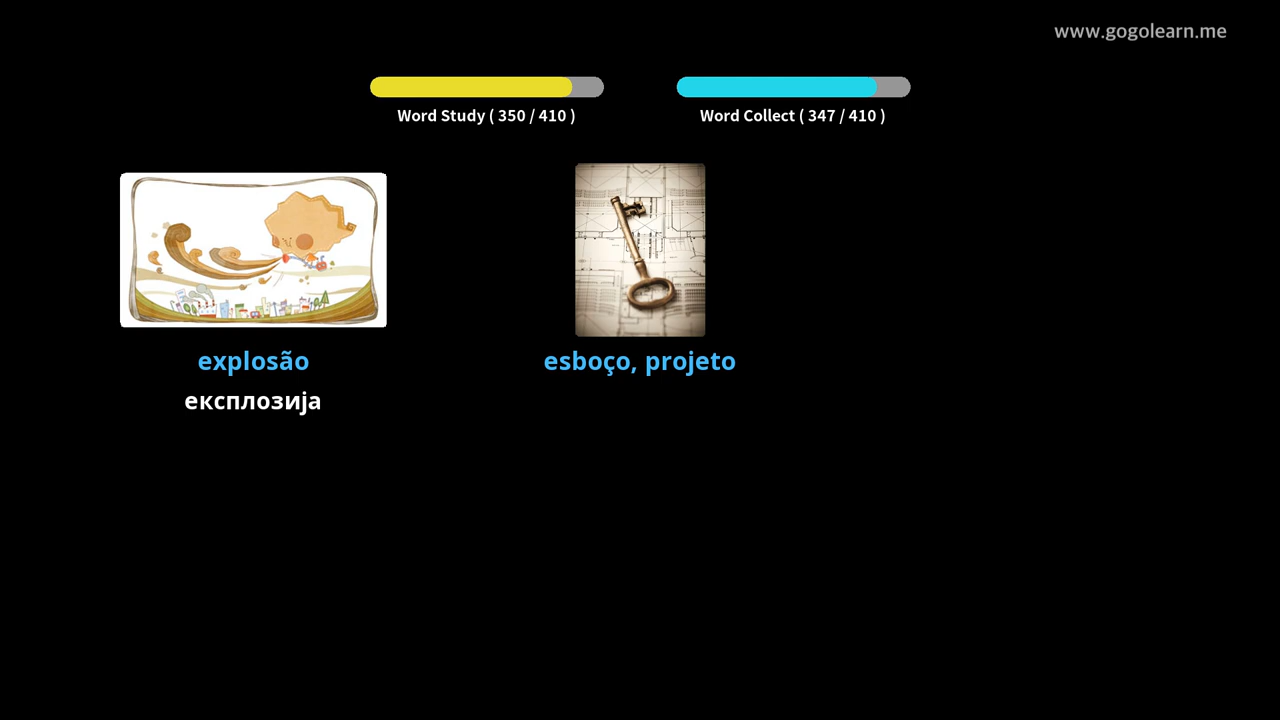 www.gogolearn.me
Word Study ( 350 / 410 )
Word Collect ( 347 / 410 )
explosão
експлозија
esboço, projeto